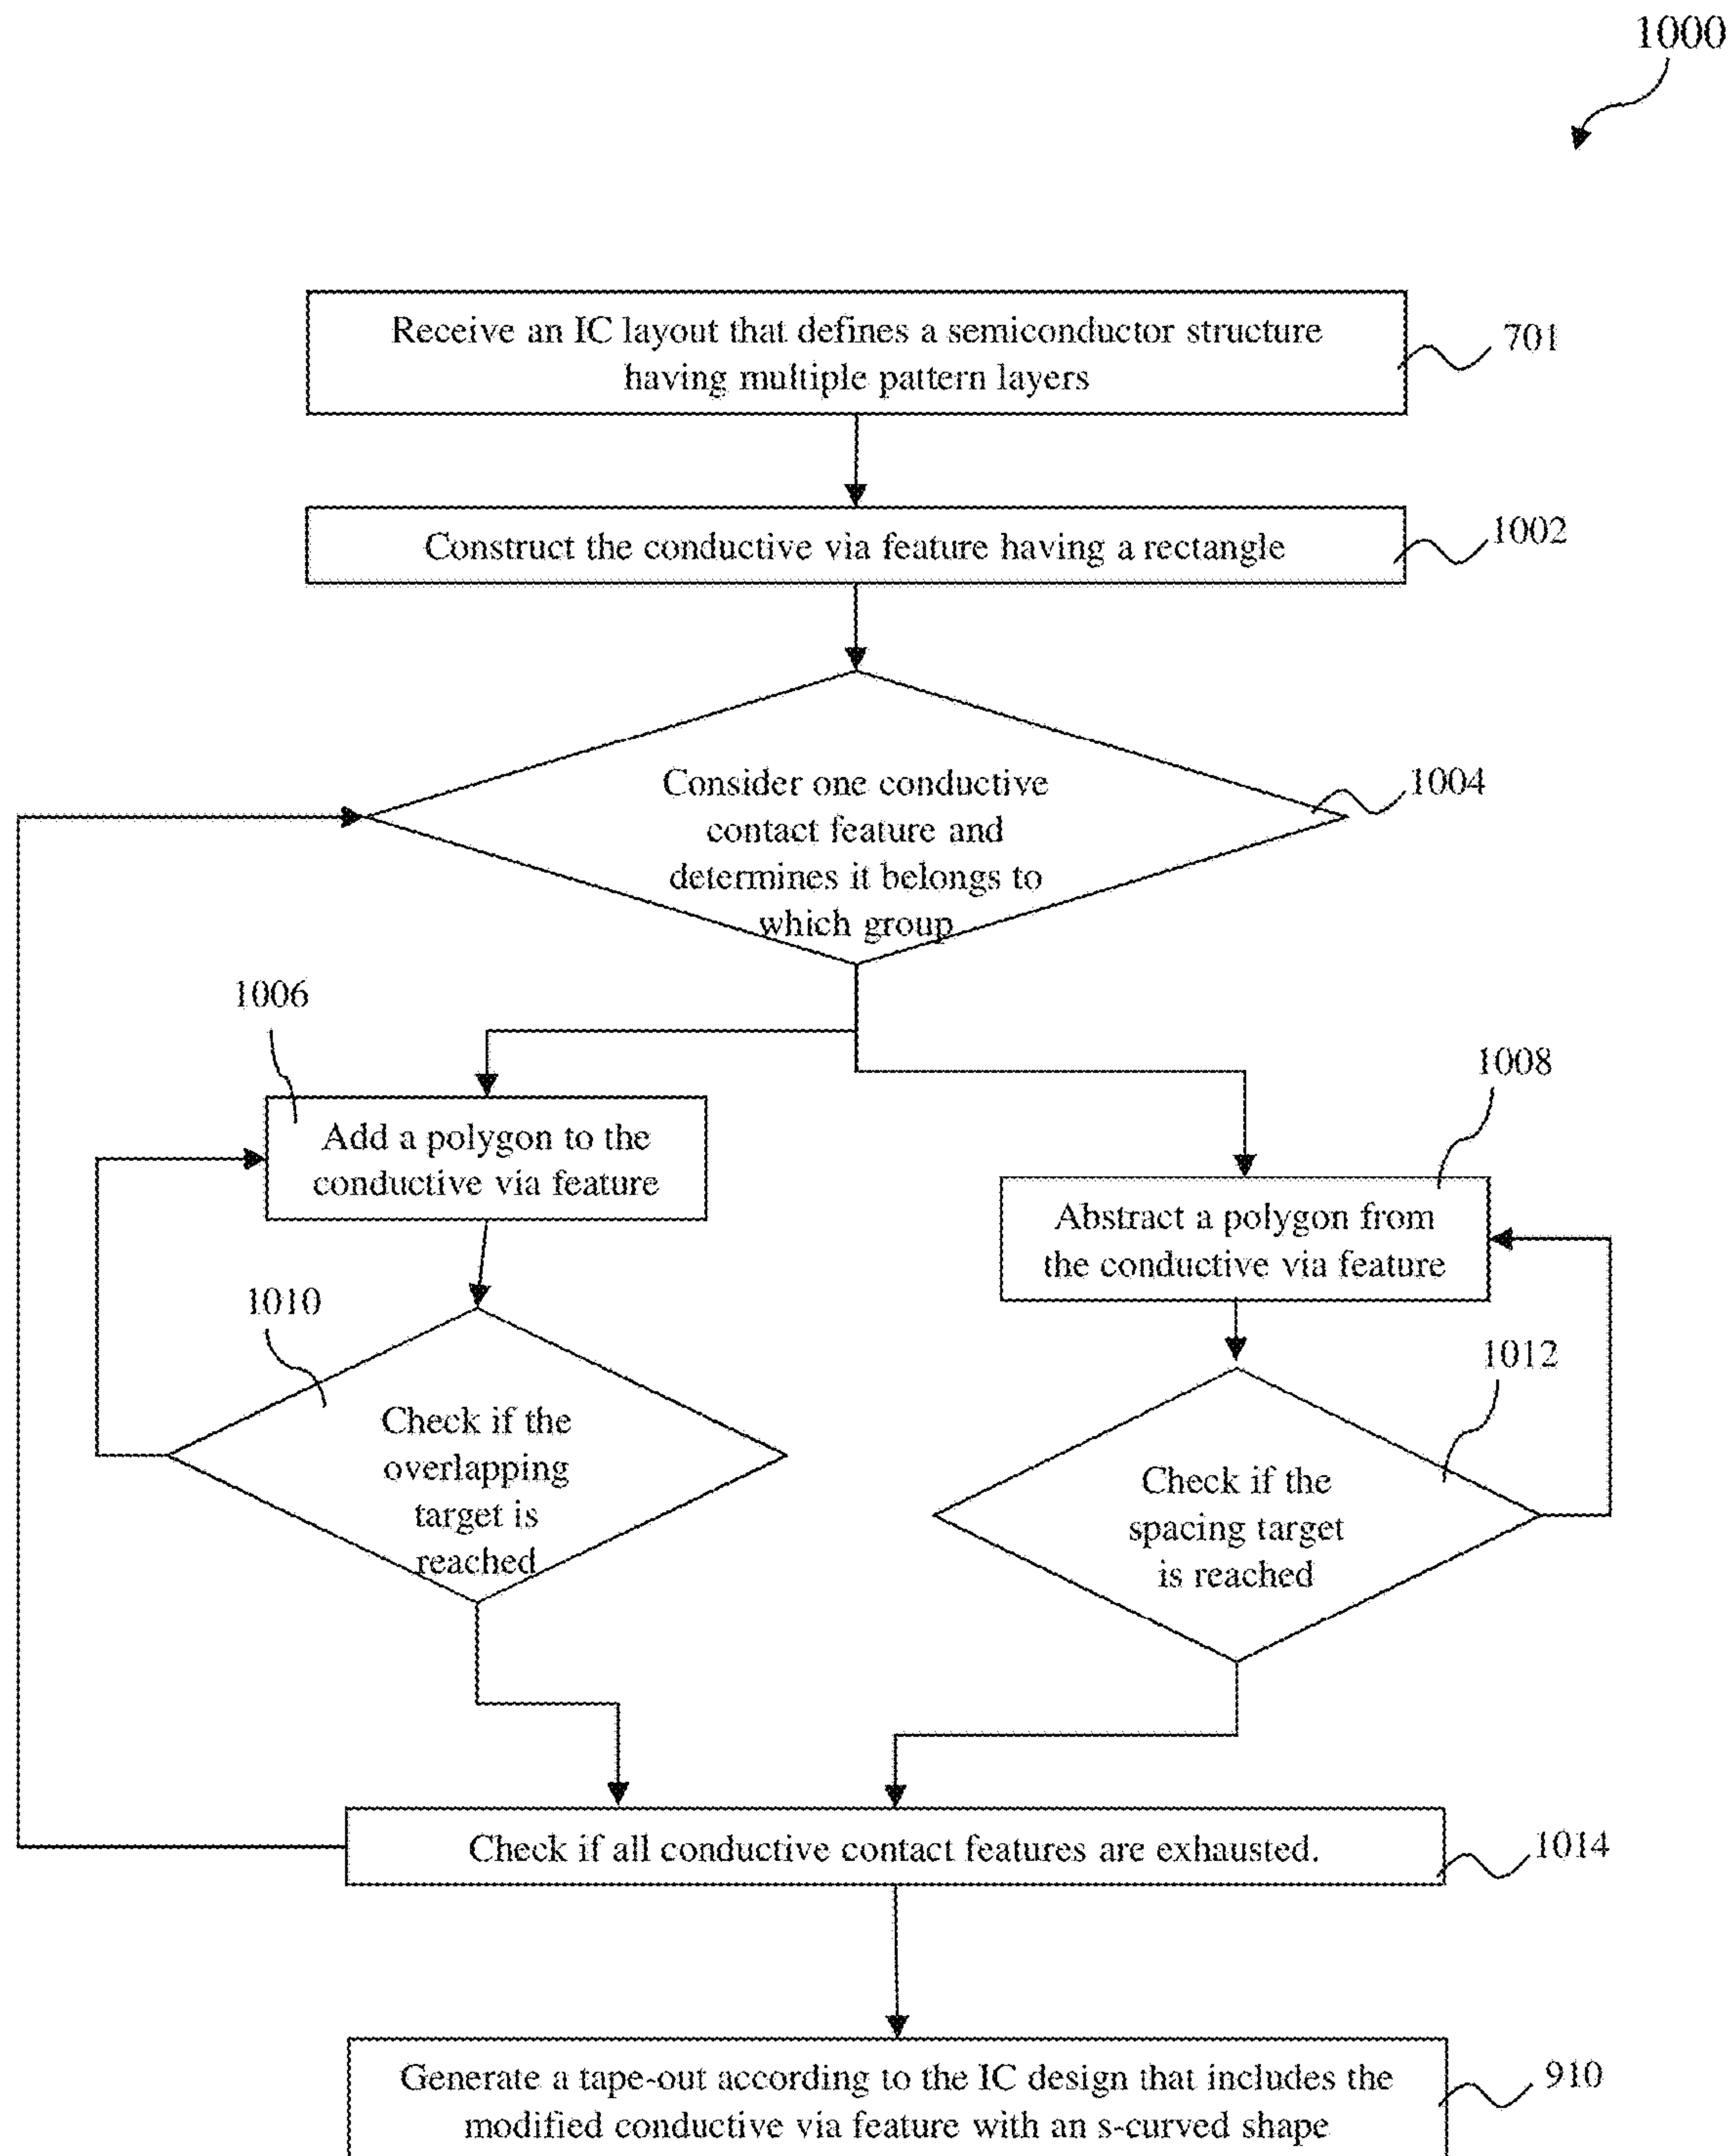 1000
Receive an IC layout that defines a semiconductor structure
having multiple pattern layers
701
Construct the conductive via feature having a rectangle
1002
Consider one conductive
contact feature and
determines it belongs to
which group
1004
1006
Add a polygon to the
conductive via feature
1008
Abstract a polygon from
the conductive via feature
1010
Check if the
overlapping
target is
reached
1012
Check if the
spacing target
is reached
Check if all conductive contact features are exhausted.
1014
Generate a tape-out according to the IC design that includes the
modified conductive via feature with an s-curved shape
910